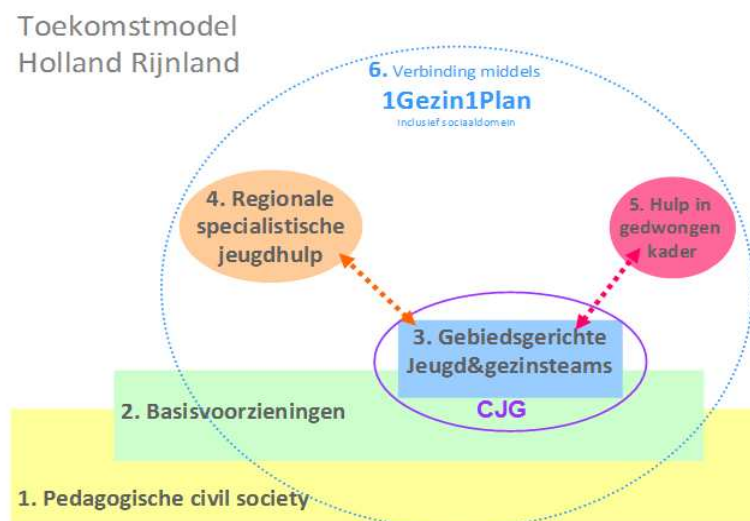 Toekomstmodel
Holland Rijnland
6. Verbinding middels
1Gezin1Plan
Inclusief sociaaldomein
4. Regionale
specialistische
jeugdhulp
5. Hulp in
gedwongen
kader
3. Gebiedsgerichte
Jeugd&gezinsteams
2. Basisvoorzieningen
CJG
1. Pedagogische civil society